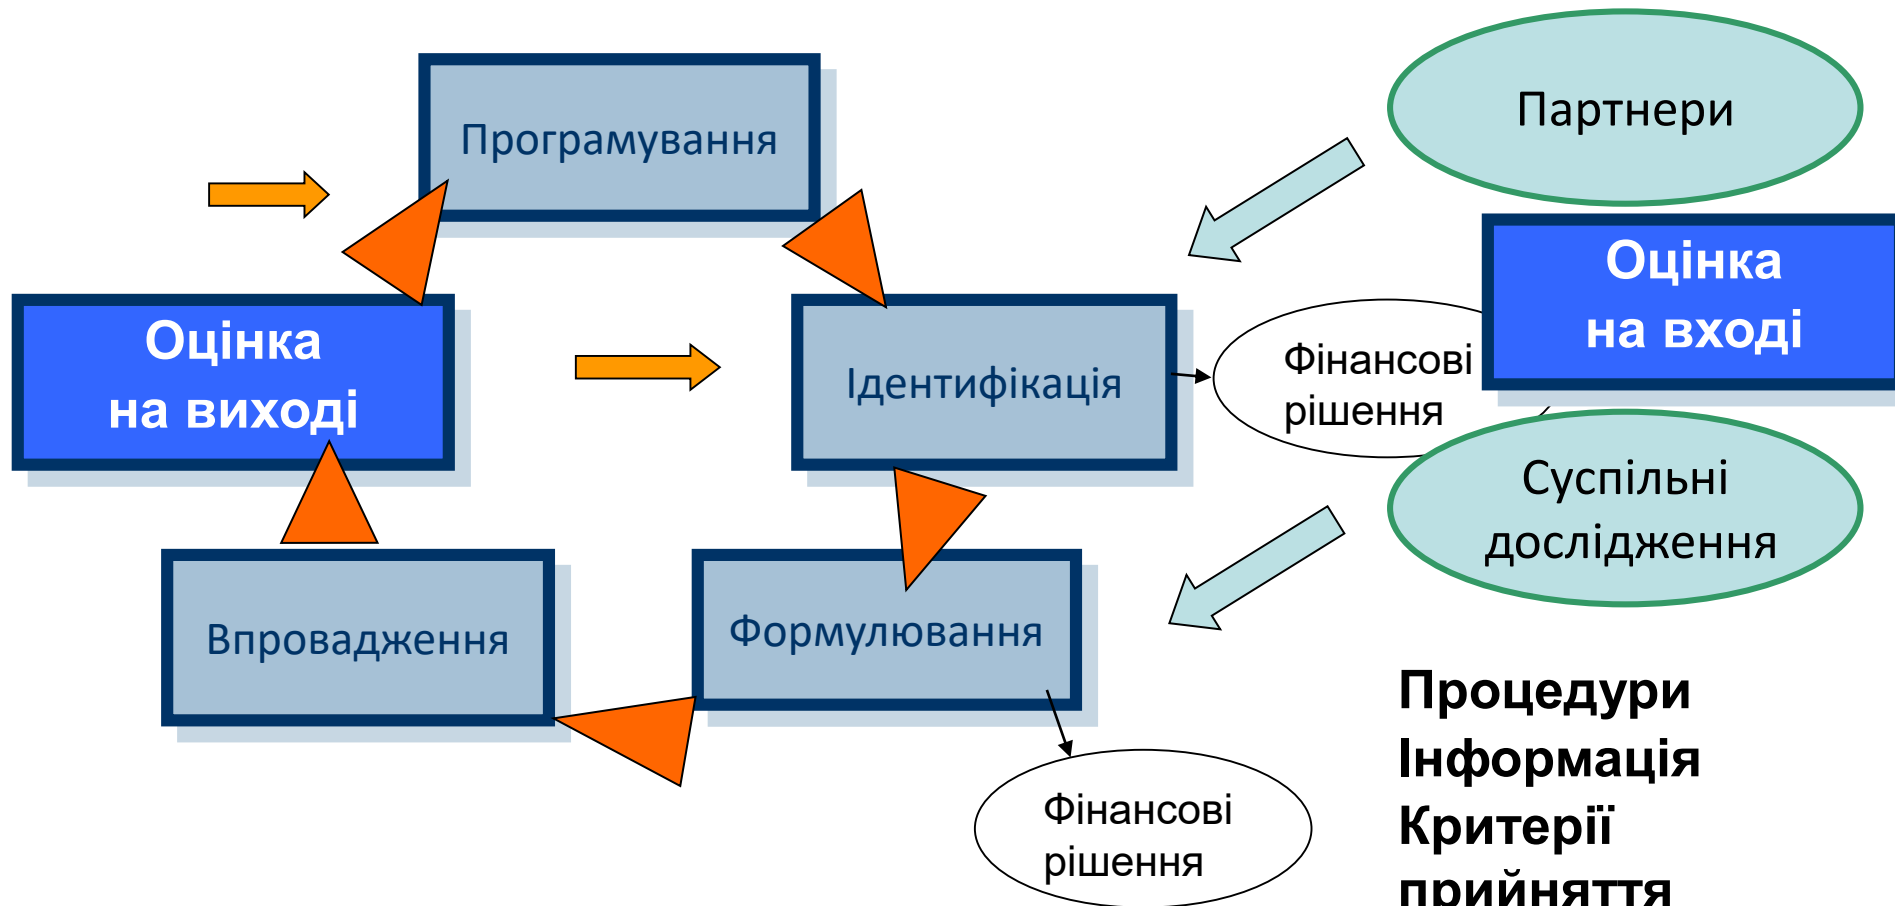 Програмування
Партнери
Оцінка
на вході
Оцінка
на виході
Ідентифікація
Фінансові
рішення
Суспільні
дослідження
Впровадження
Формулювання
Фінансові
рішення
Процедури
Інформація
Критерії
прийняття